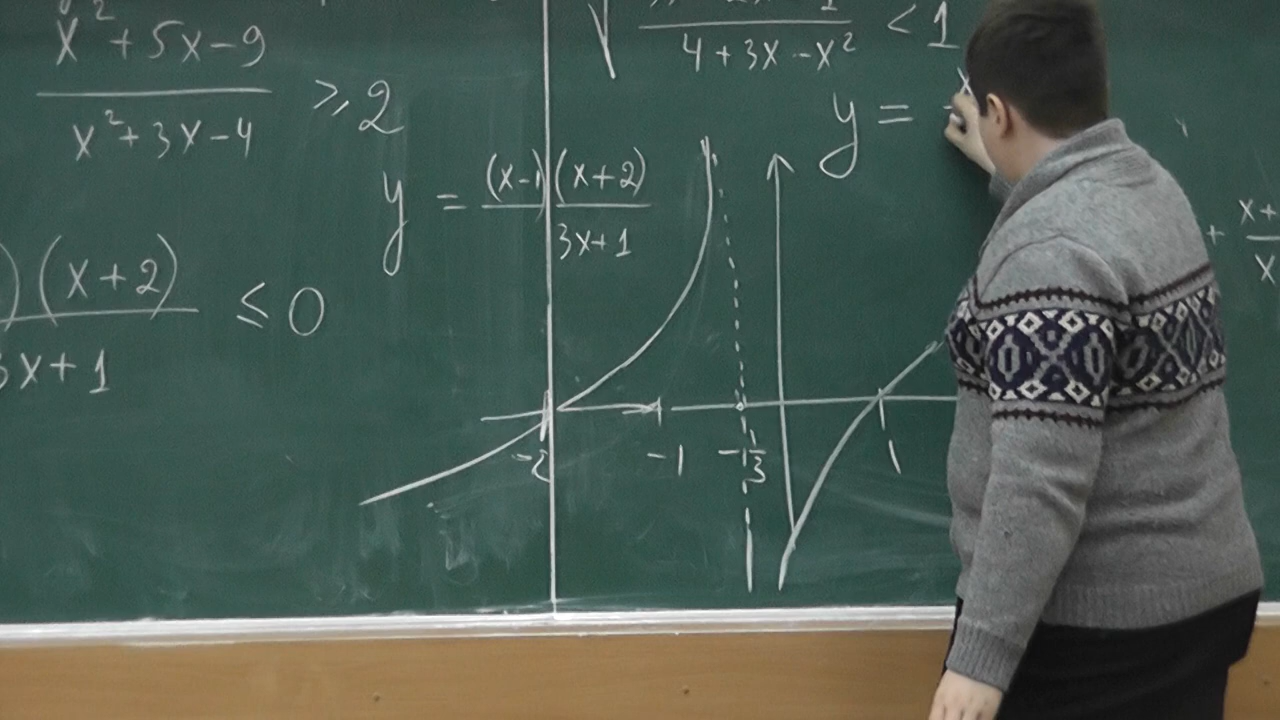 x² + 5x - 9
x² + 3x - 4
≥ 2
) (x + 2)
3x + 1
≤ 0
4 + 3x - x²
< 1
y = (x-1)(x+2)
3x+1
y =
-2
-1
-1/3
1
+ x+
x